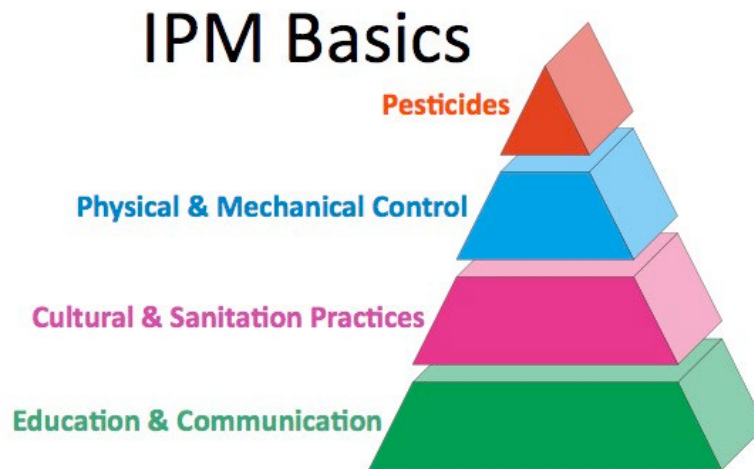 IPM Basics
Pesticides
Physical & Mechanical Control
Cultural & Sanitation Practices
Education & Communication